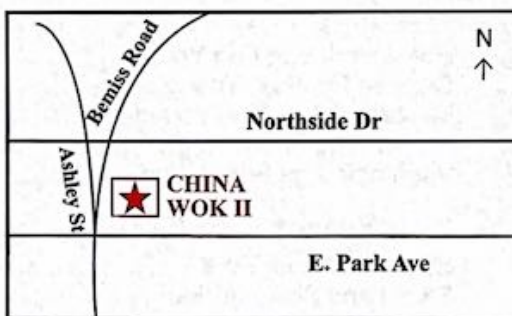 N
Bemiss Road
Northside Dr
Ashley St
CHINA
WOK II
E. Park Ave